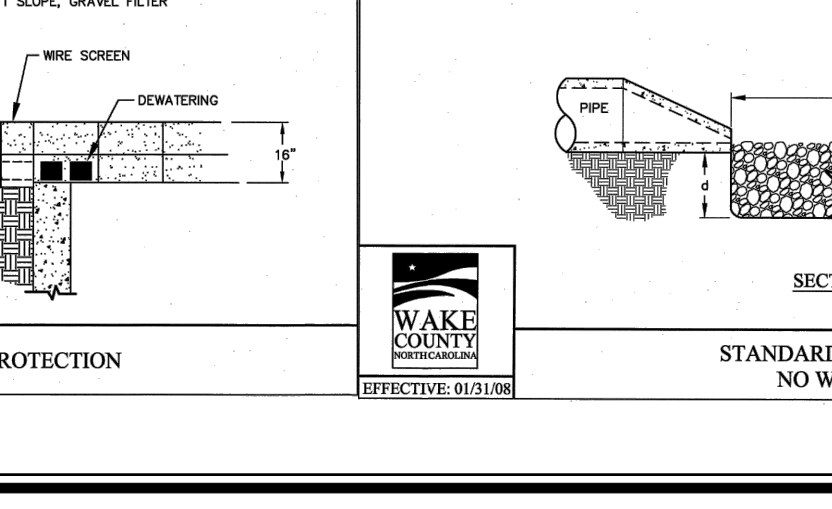 T SLOPE, GRAVEL FILTER
WIRE SCREEN
DEWATERING
16"
ROTECTION
WAKE
COUNTY
NORTH CAROLINA
EFFECTIVE: 01/31/08
PIPE
d
SECT
STANDARD
NO W